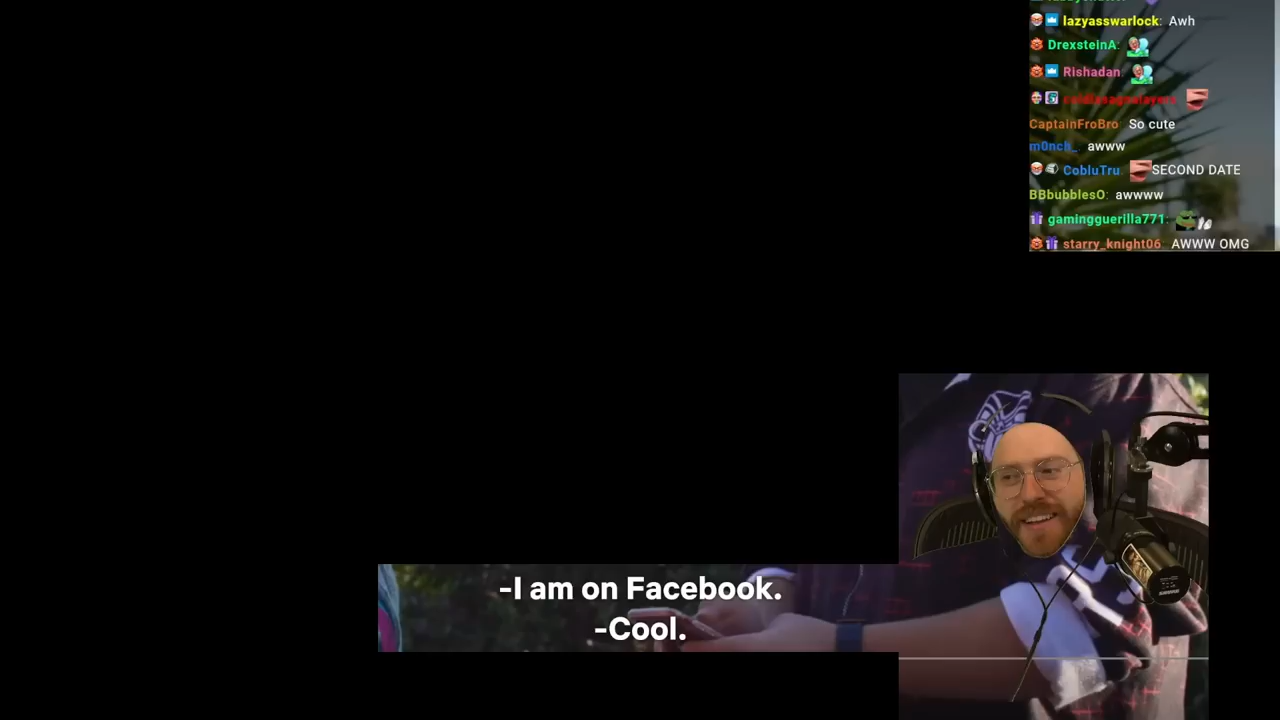 lazyasswarlock: Awh
DrexsteinA:
Rishadan:
CaptainFroBro: So cute
m0nch_: awww
CobluTru: SECOND DATE
BBbubblesO: awwww
gamingguerilla771:
starry_knight06: AWWW OMG
-I am on Facebook.
-Cool.